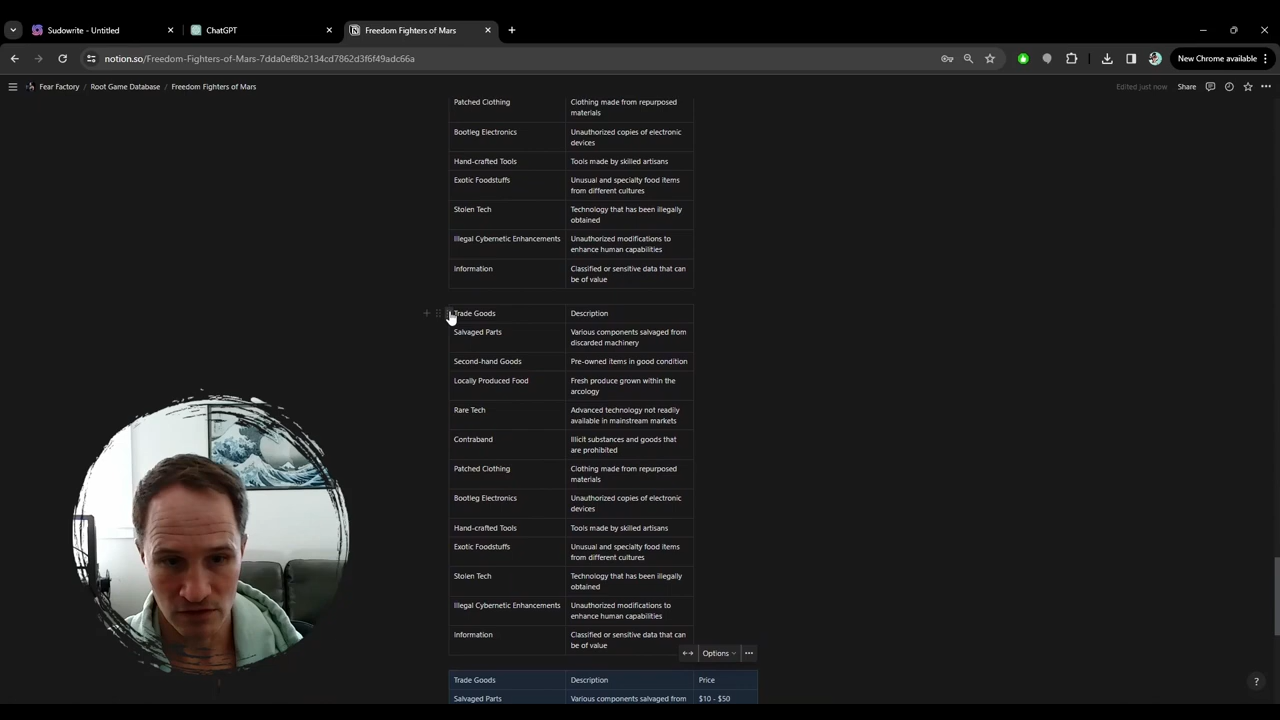 Sudowrite - Untitled
ChatGPT
Freedom Fighters of Mars
notion.so/Freedom-Fighters-of-Mars-7dda0ef8b2134cd7862d3f6f49adc66a
New Chrome available
Fear Factory / Root Game Database / Freedom Fighters of Mars
Edited just now
Share
Patched Clothing
Clothing made from repurposed
materials
Bootleg Electronics
Unauthorized copies of electronic
devices
Hand-crafted Tools
Tools made by skilled artisans
Exotic Foodstuffs
Unusual and specialty food items
from different cultures
Stolen Tech
Technology that has been illegally
obtained
Illegal Cybernetic Enhancements
Unauthorized modifications to
enhance human capabilities
Information
Classified or sensitive data that can
be of value
Trade Goods
Description
Salvaged Parts
Various components salvaged from
discarded machinery
Second-hand Goods
Pre-owned items in good condition
Locally Produced Food
Fresh produce grown within the
arcology
Rare Tech
Advanced technology not readily
available in mainstream markets
Contraband
Illicit substances and goods that
are prohibited
Patched Clothing
Clothing made from repurposed
materials
Bootleg Electronics
Unauthorized copies of electronic
devices
Hand-crafted Tools
Tools made by skilled artisans
Exotic Foodstuffs
Unusual and specialty food items
from different cultures
Stolen Tech
Technology that has been illegally
obtained
Illegal Cybernetic Enhancements
Unauthorized modifications to
enhance human capabilities
Information
Classified or sensitive data that can
be of value
Options
Trade Goods
Description
Price
Salvaged Parts
Various components salvaged from
$10 - $50